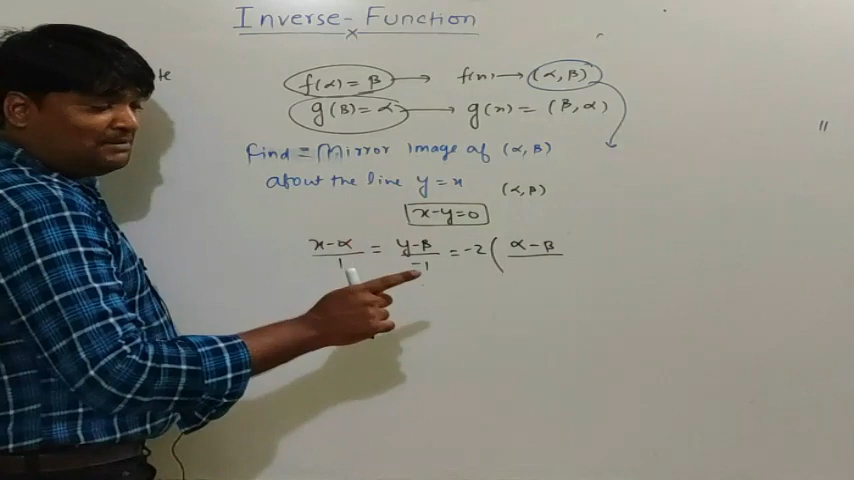 Inverse-Function
f(α) = β → f(x) → (α, β)
g(β) = α → g(x) = (β, α)
Find = Mirror image of (α, β)
about the line y = x (α, β)
x-y=0
x-α/1 = y-β/-1 = -2 ( α-β